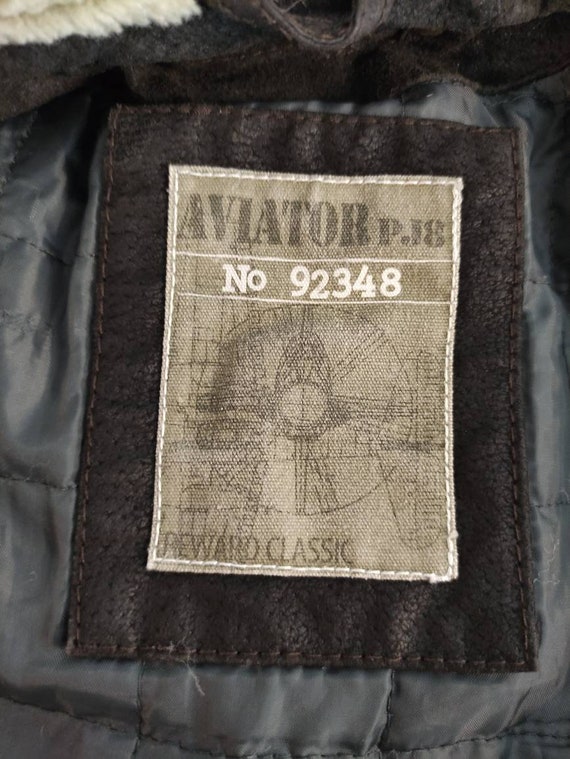 AVIATOR P.18
No 92348
REWARD CLASSIC